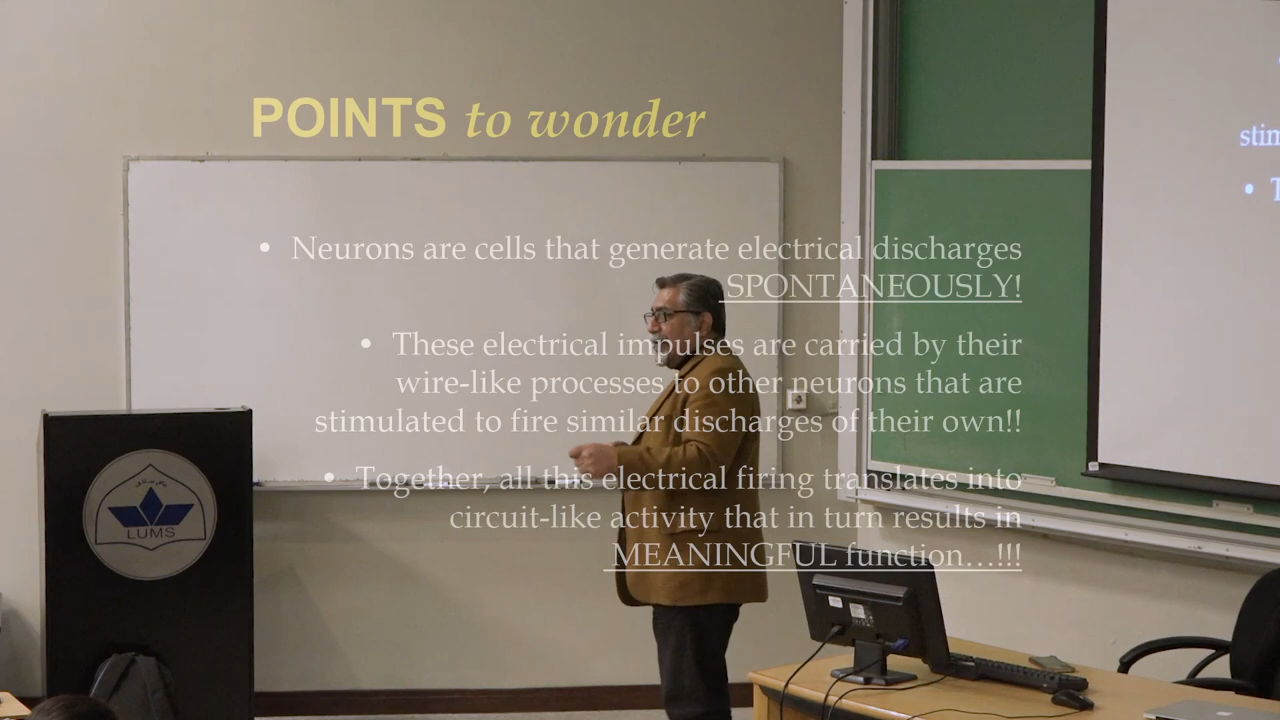 POINTS to wonder
• Neurons are cells that generate electrical discharges
SPONTANEOUSLY!
• These electrical impulses are carried by their
wire-like processes to other neurons that are
stimulated to fire similar discharges of their own!!
• Together, all this electrical firing translates into
circuit-like activity that in turn results in
MEANINGFUL function...!!!
LUMS
stim
• T